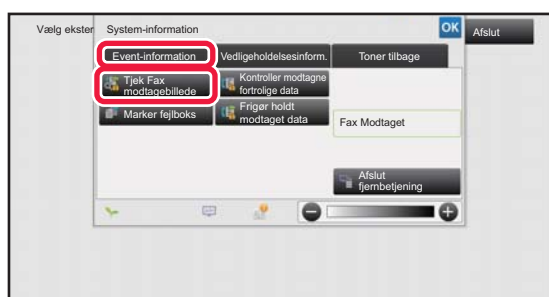 Vælg ekster
System-information
OK
Afslut
Event-information
Vedligeholdelsesinform.
Toner tilbage
Tjek Fax
modtagebillede
Kontroller modtagne
fortrolige data
Marker fejlboks
Frigør holdt
modtaget data
Fax Modtaget
Afslut
fjernbetjening